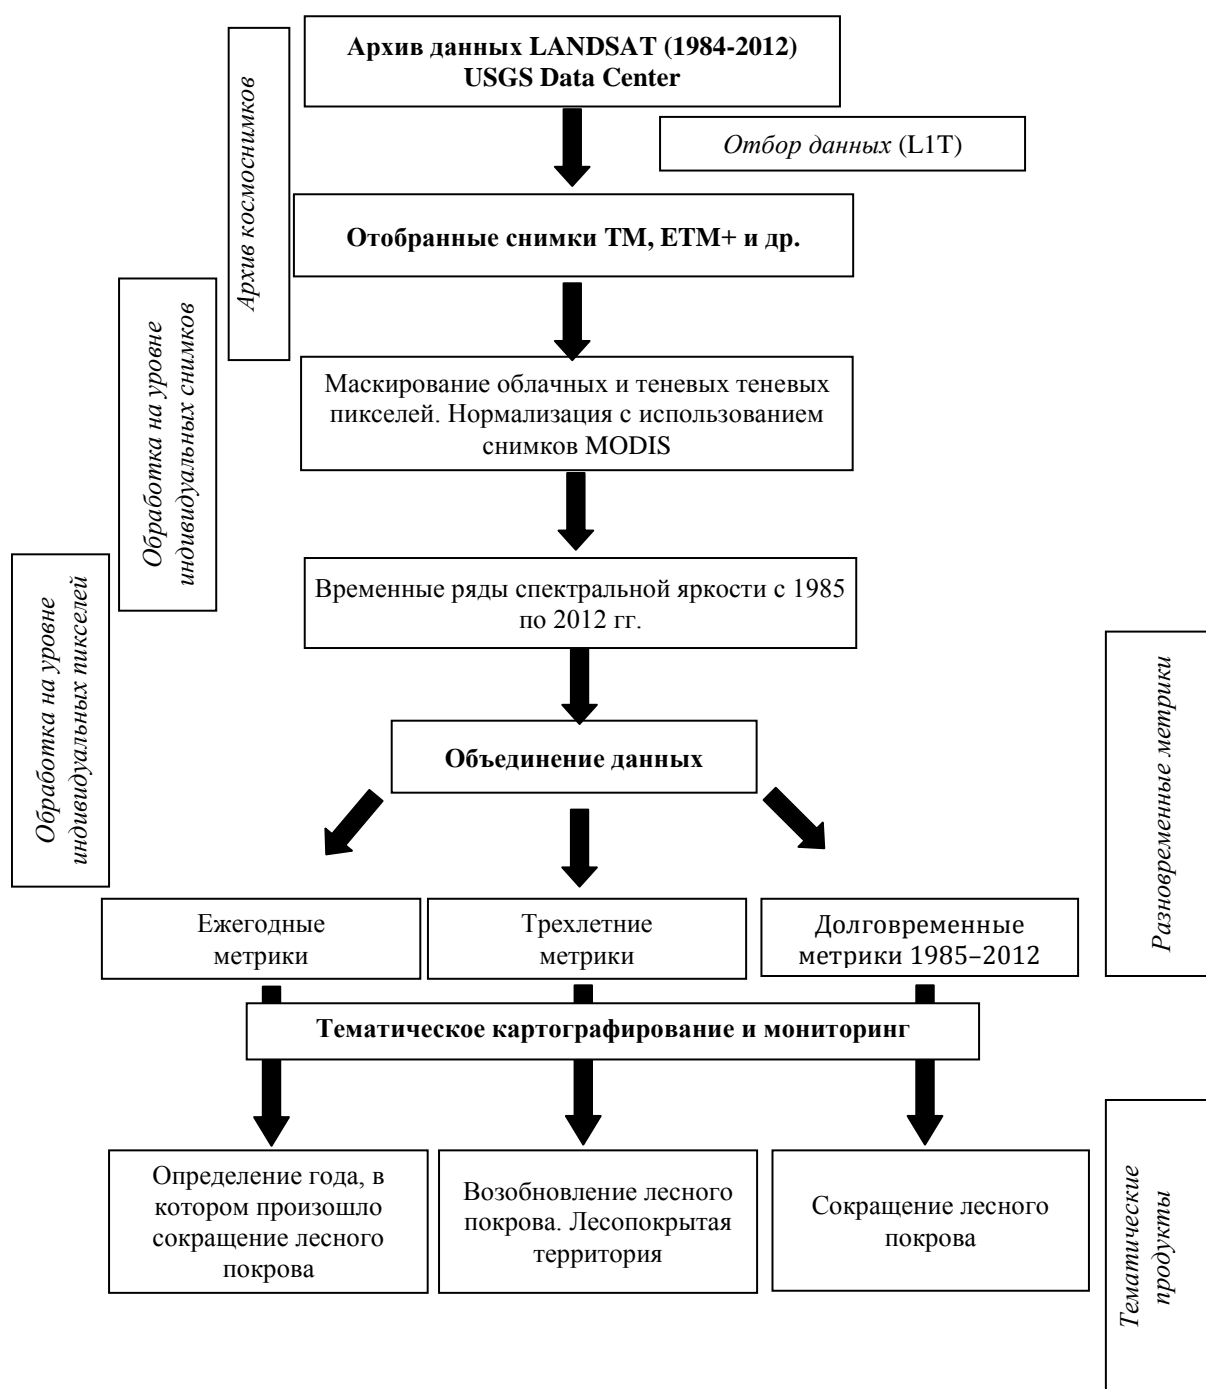 Архив данных LANDSAT (1984-2012)
USGS Data Center
Отбор данных (L1T)
Архив космоснимков
Отобранные снимки TM, ETM+ и др.
Обработка на уровне
индивидуальных снимков
Маскирование облачных и теневых теневых
пикселей. Нормализация с использованием
снимков MODIS
Обработка на уровне
индивидуальных пикселей
Временные ряды спектральной яркости с 1985
по 2012 гг.
Разновременные метрики
Объединение данных
Ежегодные
метрики
Трехлетние
метрики
Долговременные
метрики 1985–2012
Тематическое картографирование и мониторинг
Определение года, в
котором произошло
сокращение лесного
покрова
Возобновление лесного
покрова. Лесопокрытая
территория
Сокращение лесного
покрова
Тематические
продукты